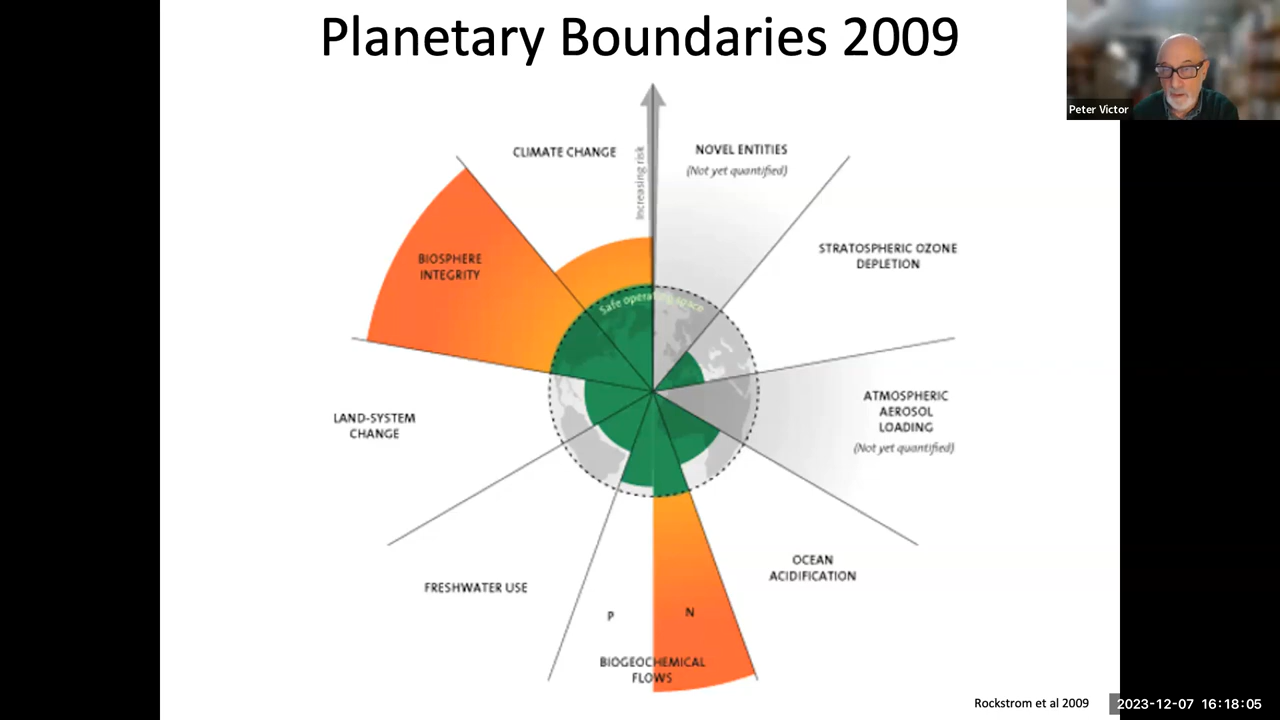 Planetary Boundaries 2009
Peter Victor
CLIMATE CHANGE
Increasing risk
NOVEL ENTITIES
(Not yet quantified)
STRATOSPHERIC OZONE
DEPLETION
BIOSPHERE
INTEGRITY
Safe operating space
ATMOSPHERIC
AEROSOL
LOADING
(Not yet quantified)
LAND-SYSTEM
CHANGE
OCEAN
ACIDIFICATION
FRESHWATER USE
P
N
BIOGEOCHEMICAL
FLOWS
Rockstrom et al 2009
2023-12-07 16:18:05